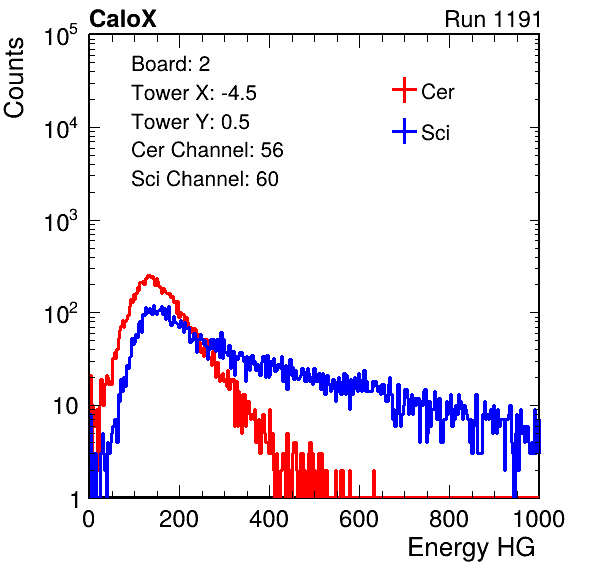 CaloX Run 1191
Counts
10^5
10^4
10^3
10^2
10
1
Board: 2
Tower X: -4.5
Tower Y: 0.5
Cer Channel: 56
Sci Channel: 60
Cer
Sci
0 200 400 600 800 1000
Energy HG